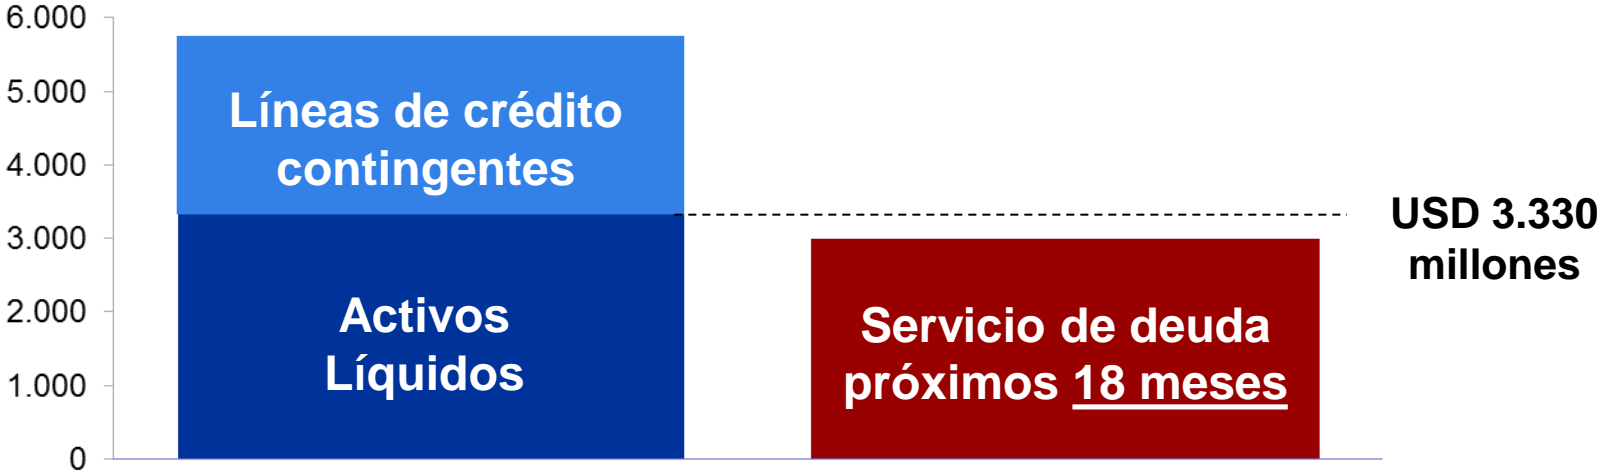 6.000
5.000
4.000
3.000
2.000
1.000
0
Líneas de crédito
contingentes
Activos
Líquidos
Servicio de deuda
próximos 18 meses
USD 3.330
millones